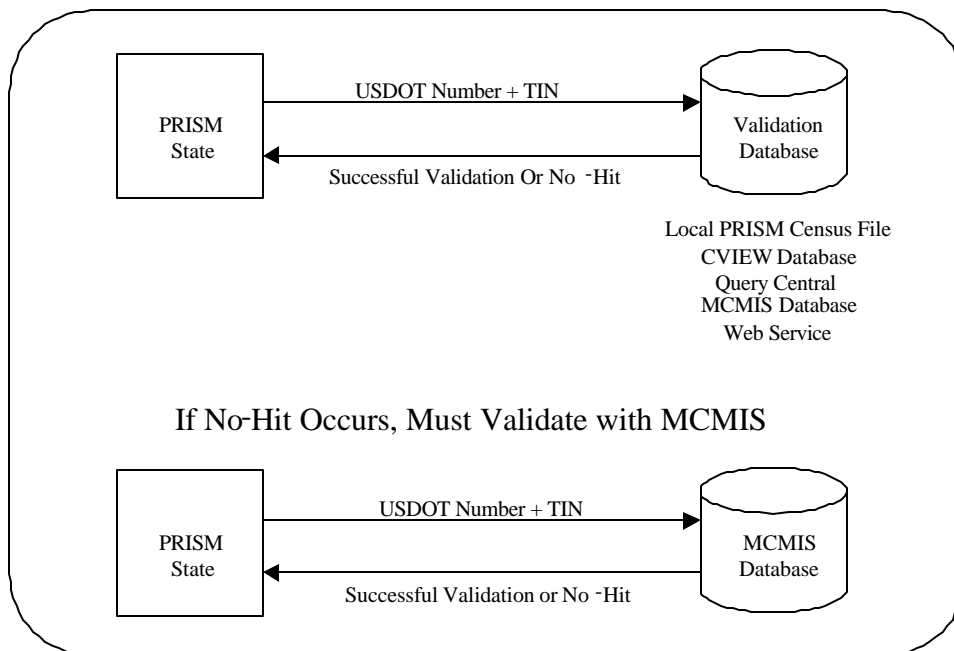 USDOT Number + TIN
PRISM
State
Validation
Database
Successful Validation Or No -Hit
Local PRISM Census File
CVIEW Database
Query Central
MCMIS Database
Web Service
If No-Hit Occurs, Must Validate with MCMIS
USDOT Number + TIN
PRISM
State
MCMIS
Database
Successful Validation or No -Hit